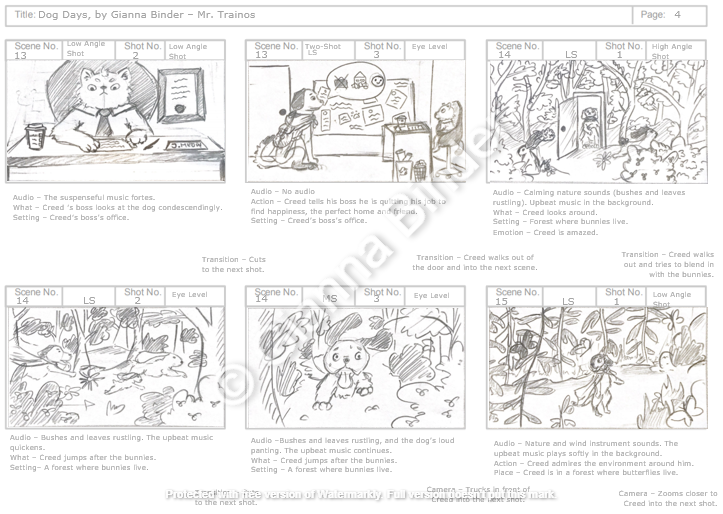 Title: Dog Days, by Gianna Binder – Mr. Trainos
Page: 4
Scene No. 13 Low Angle Shot Shot No. 2 Low Angle Shot
J.MEOW
Audio – The suspenseful music fortes.
What – Creed 's boss looks at the dog condescendingly.
Setting – Creed's boss's office.
Transition – Cuts
to the next shot.
Scene No. 13 Two-Shot LS Shot No. 3 Eye Level
Audio – No audio
Action – Creed tells his boss he is quitting his job to
find happiness, the perfect home and friend.
Setting – Creed's boss's office.
Transition – Creed walks out of
the door and into the next scene.
Scene No. 14 LS Shot No. 1 High Angle Shot
Audio – Calming nature sounds (bushes and leaves
rustling). Upbeat music in the background.
What – Creed looks around.
Setting – Forest where bunnies live.
Emotion – Creed is amazed.
Transition – Creed walks
out and tries to blend in
with the bunnies.
Scene No. 14 LS Shot No. 2 Eye Level
Audio – Bushes and leaves rustling. The upbeat music
quickens.
What – Creed jumps after the bunnies.
Setting– A forest where bunnies live.
to the next shot.
Scene No. 14 MS Shot No. 3 Eye Level
Audio –Bushes and leaves rustling, and the dog's loud
panting. The upbeat music continues.
What – Creed jumps after the bunnies.
Setting – A forest where bunnies live.
Camera – Trucks in front of
Creed into the next shot.
Scene No. 15 LS Shot No. 1 Low Angle Shot
Audio – Nature and wind instrument sounds. The
upbeat music plays softly in the background.
Action – Creed admires the environment around him.
Place – Creed is in a forest where butterflies live.
Camera – Zooms closer to
Creed into the next shot.
© Gianna Binder
Protected with free version of Watermarkly. Full version doesn't put this mark.